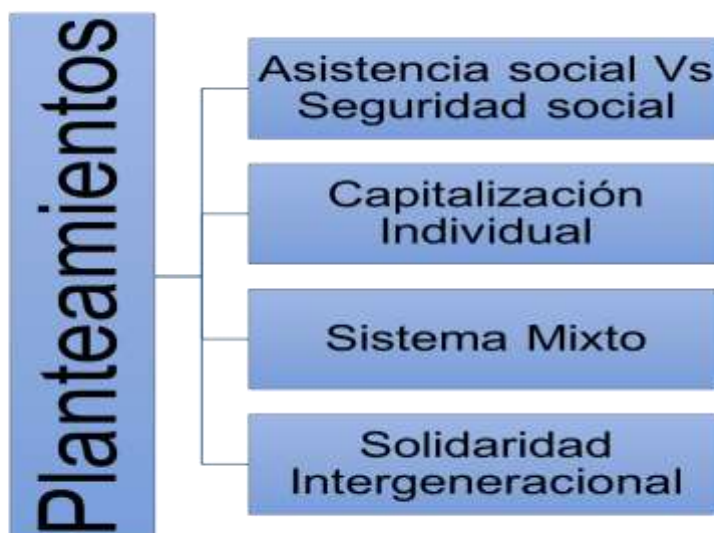 Planteamientos
Asistencia social Vs
Seguridad social
Capitalización
Individual
Sistema Mixto
Solidaridad
Intergeneracional